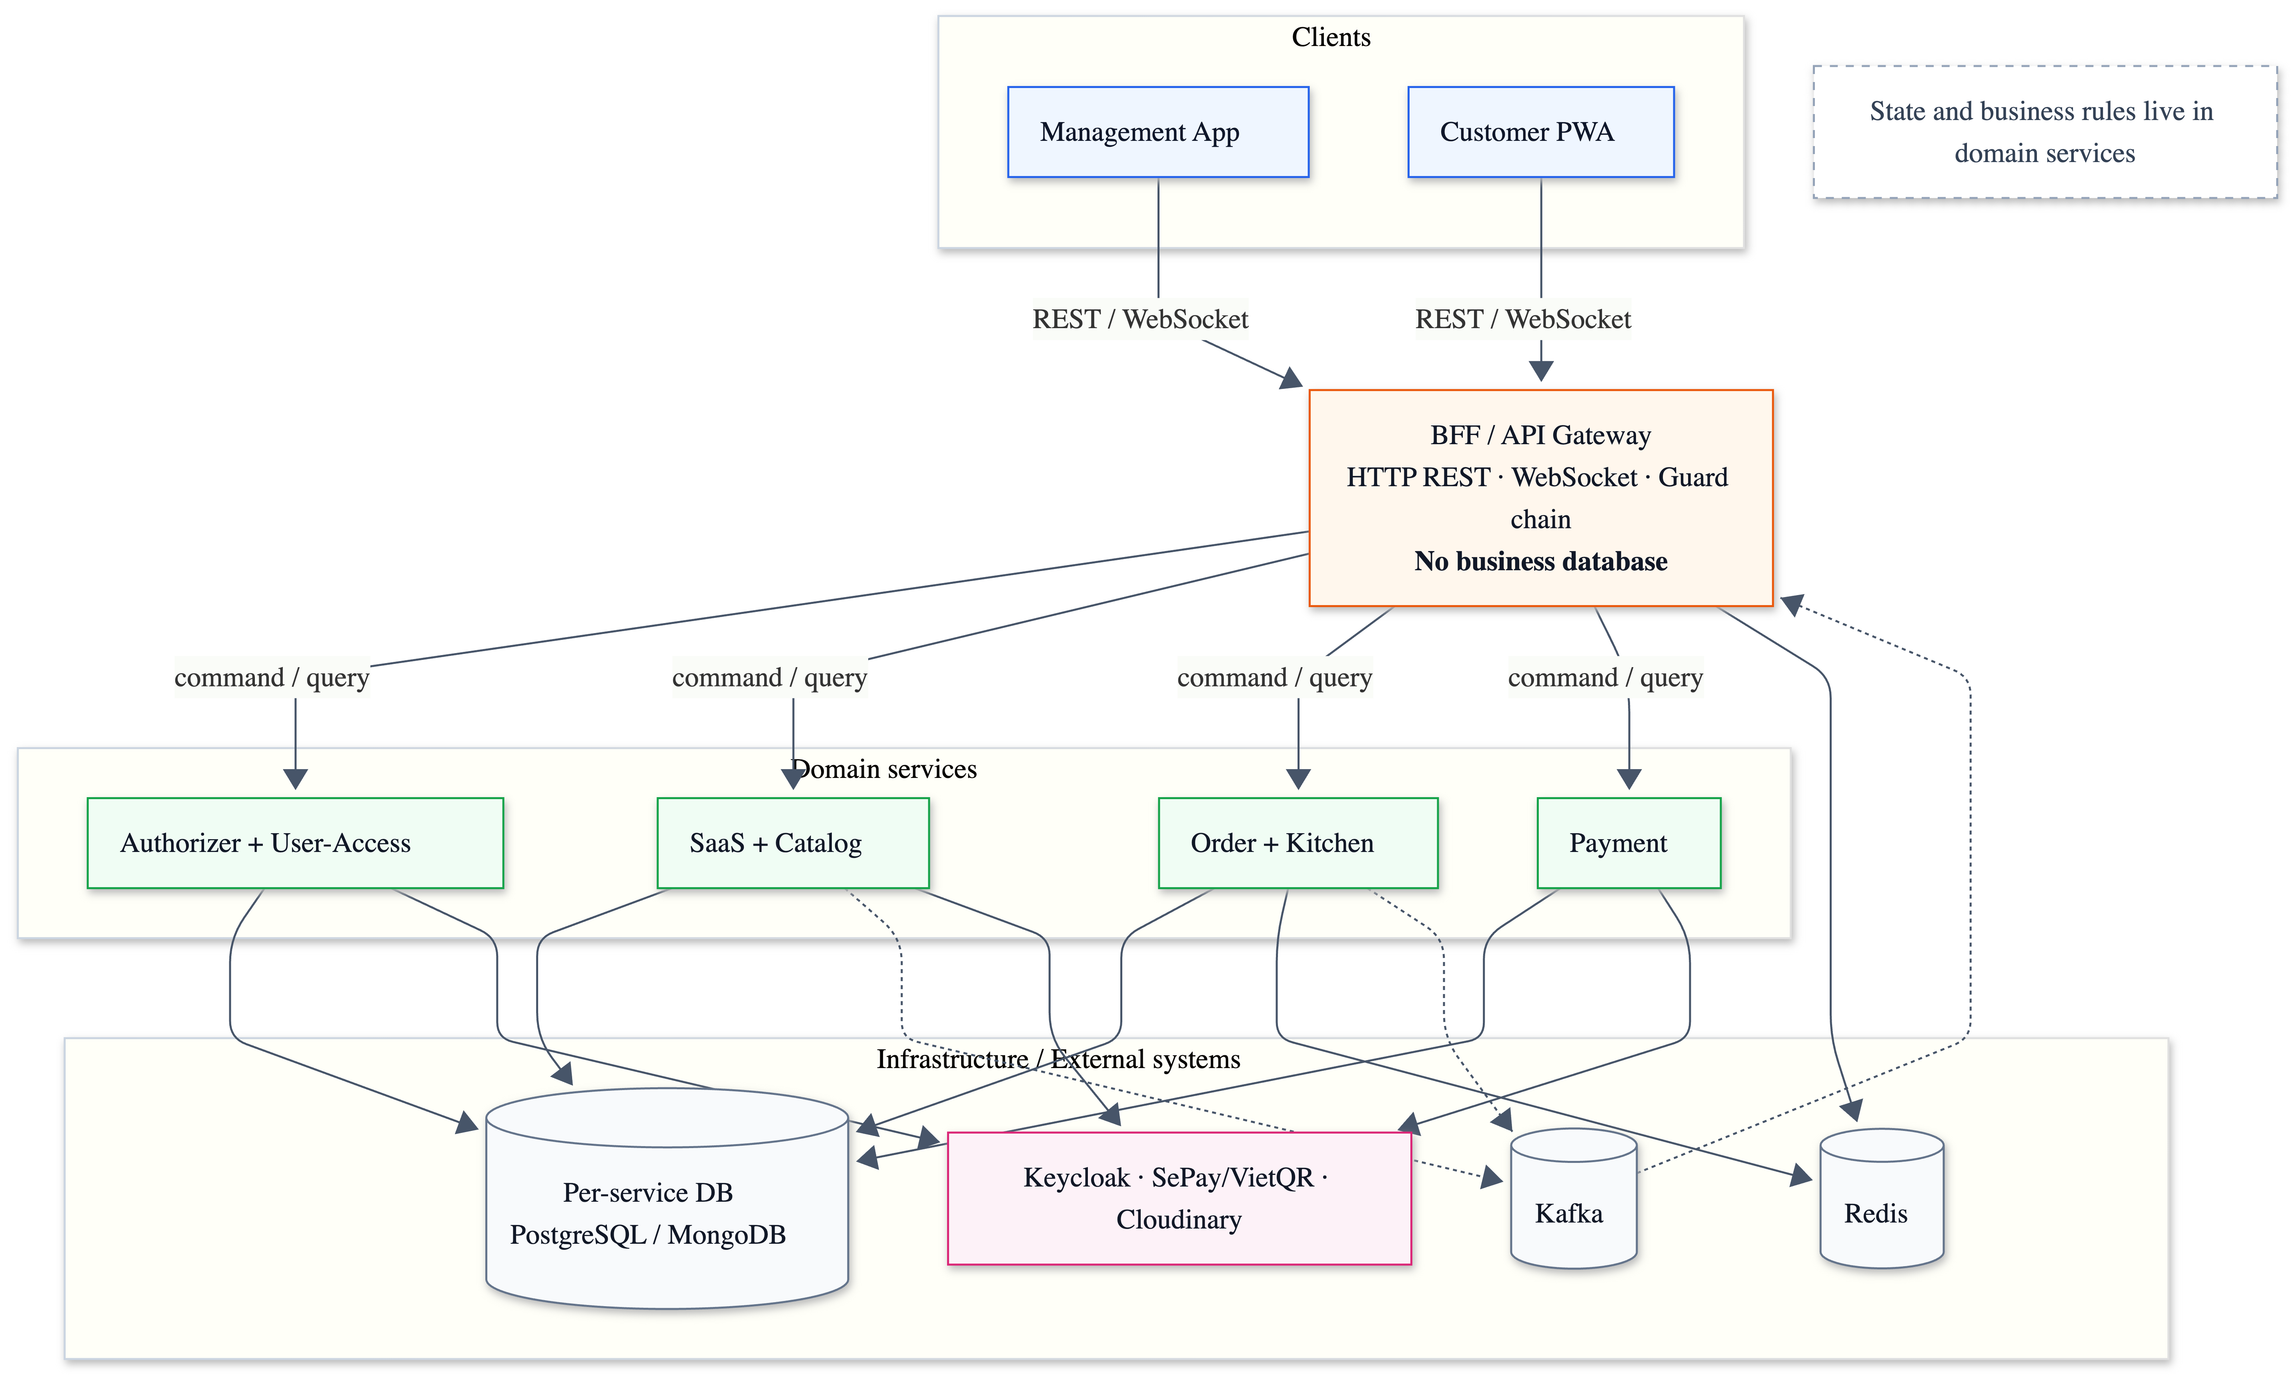 Clients
Management App
Customer PWA
State and business rules live in
domain services
REST / WebSocket
REST / WebSocket
BFF / API Gateway
HTTP REST · WebSocket · Guard
chain
No business database
command / query
command / query
command / query
command / query
Domain services
Authorizer + User-Access
SaaS + Catalog
Order + Kitchen
Payment
Infrastructure / External systems
Per-service DB
PostgreSQL / MongoDB
Keycloak · SePay/VietQR ·
Cloudinary
Kafka
Redis